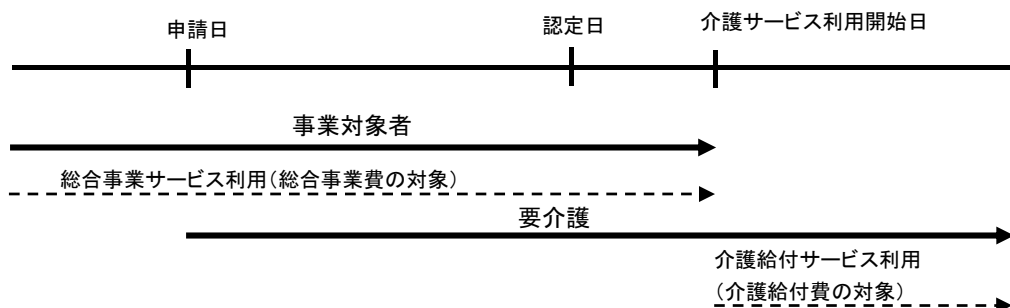 申請日
認定日
介護サービス利用開始日
事業対象者
総合事業サービス利用（総合事業費の対象）
要介護
介護給付サービス利用
（介護給付費の対象）